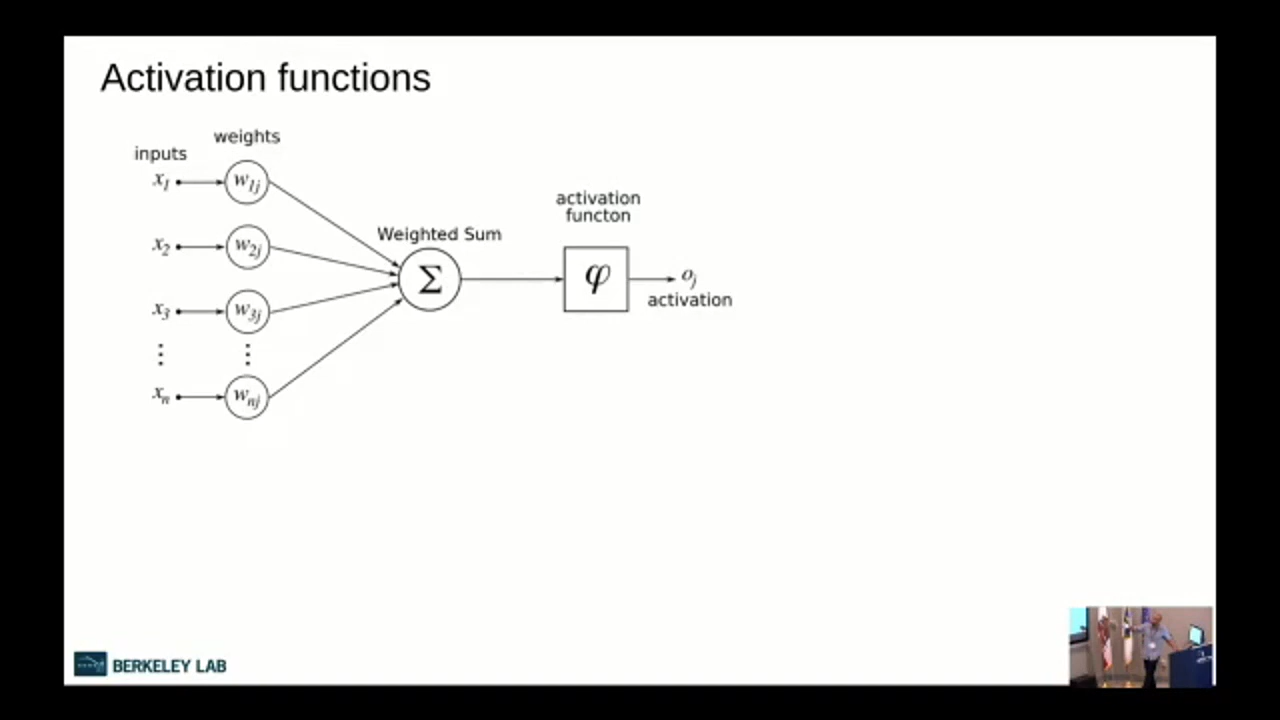 Activation functions
weights
inputs
x1
w1j
activation
functon
x2
w2j
Weighted Sum
Σ
φ
oj
activation
x3
w3j
⋮ ⋮
xn
wnj
BERKELEY LAB